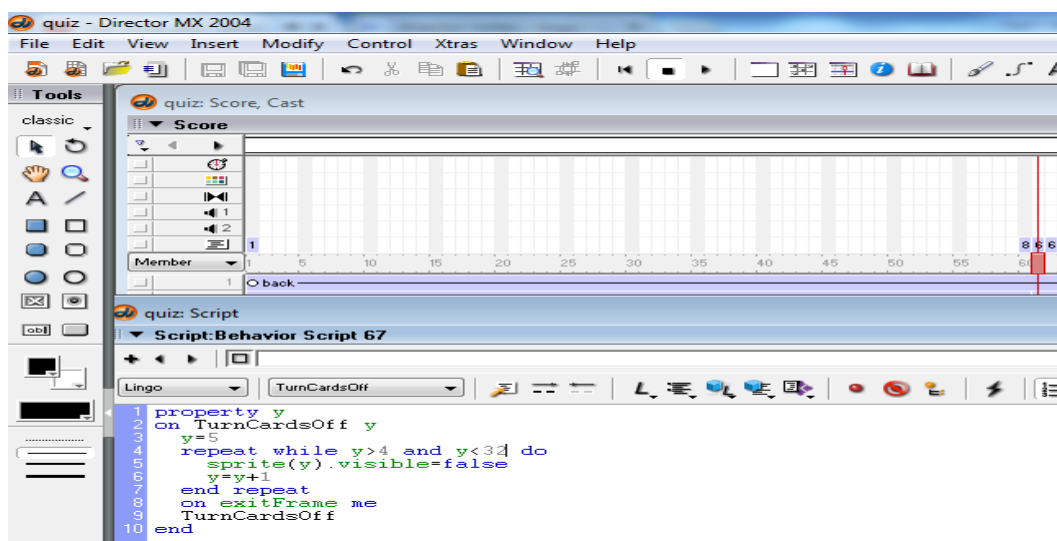 quiz - Director MX 2004
File Edit View Insert Modify Control Xtras Window Help
Tools
classic
quiz: Score, Cast
Score
1
2
1 8 6 6
Member 1 5 10 15 20 25 30 35 40 45 50 55
1 back
quiz: Script
Script:Behavior Script 67
Lingo TurnCardsOff
1 property y
2 on TurnCardsOff y
3 y=5
4 repeat while y>4 and y<32 do
5 sprite(y).visible=false
6 y=y+1
7 end repeat
8 on exitFrame me
9 TurnCardsOff
10 end